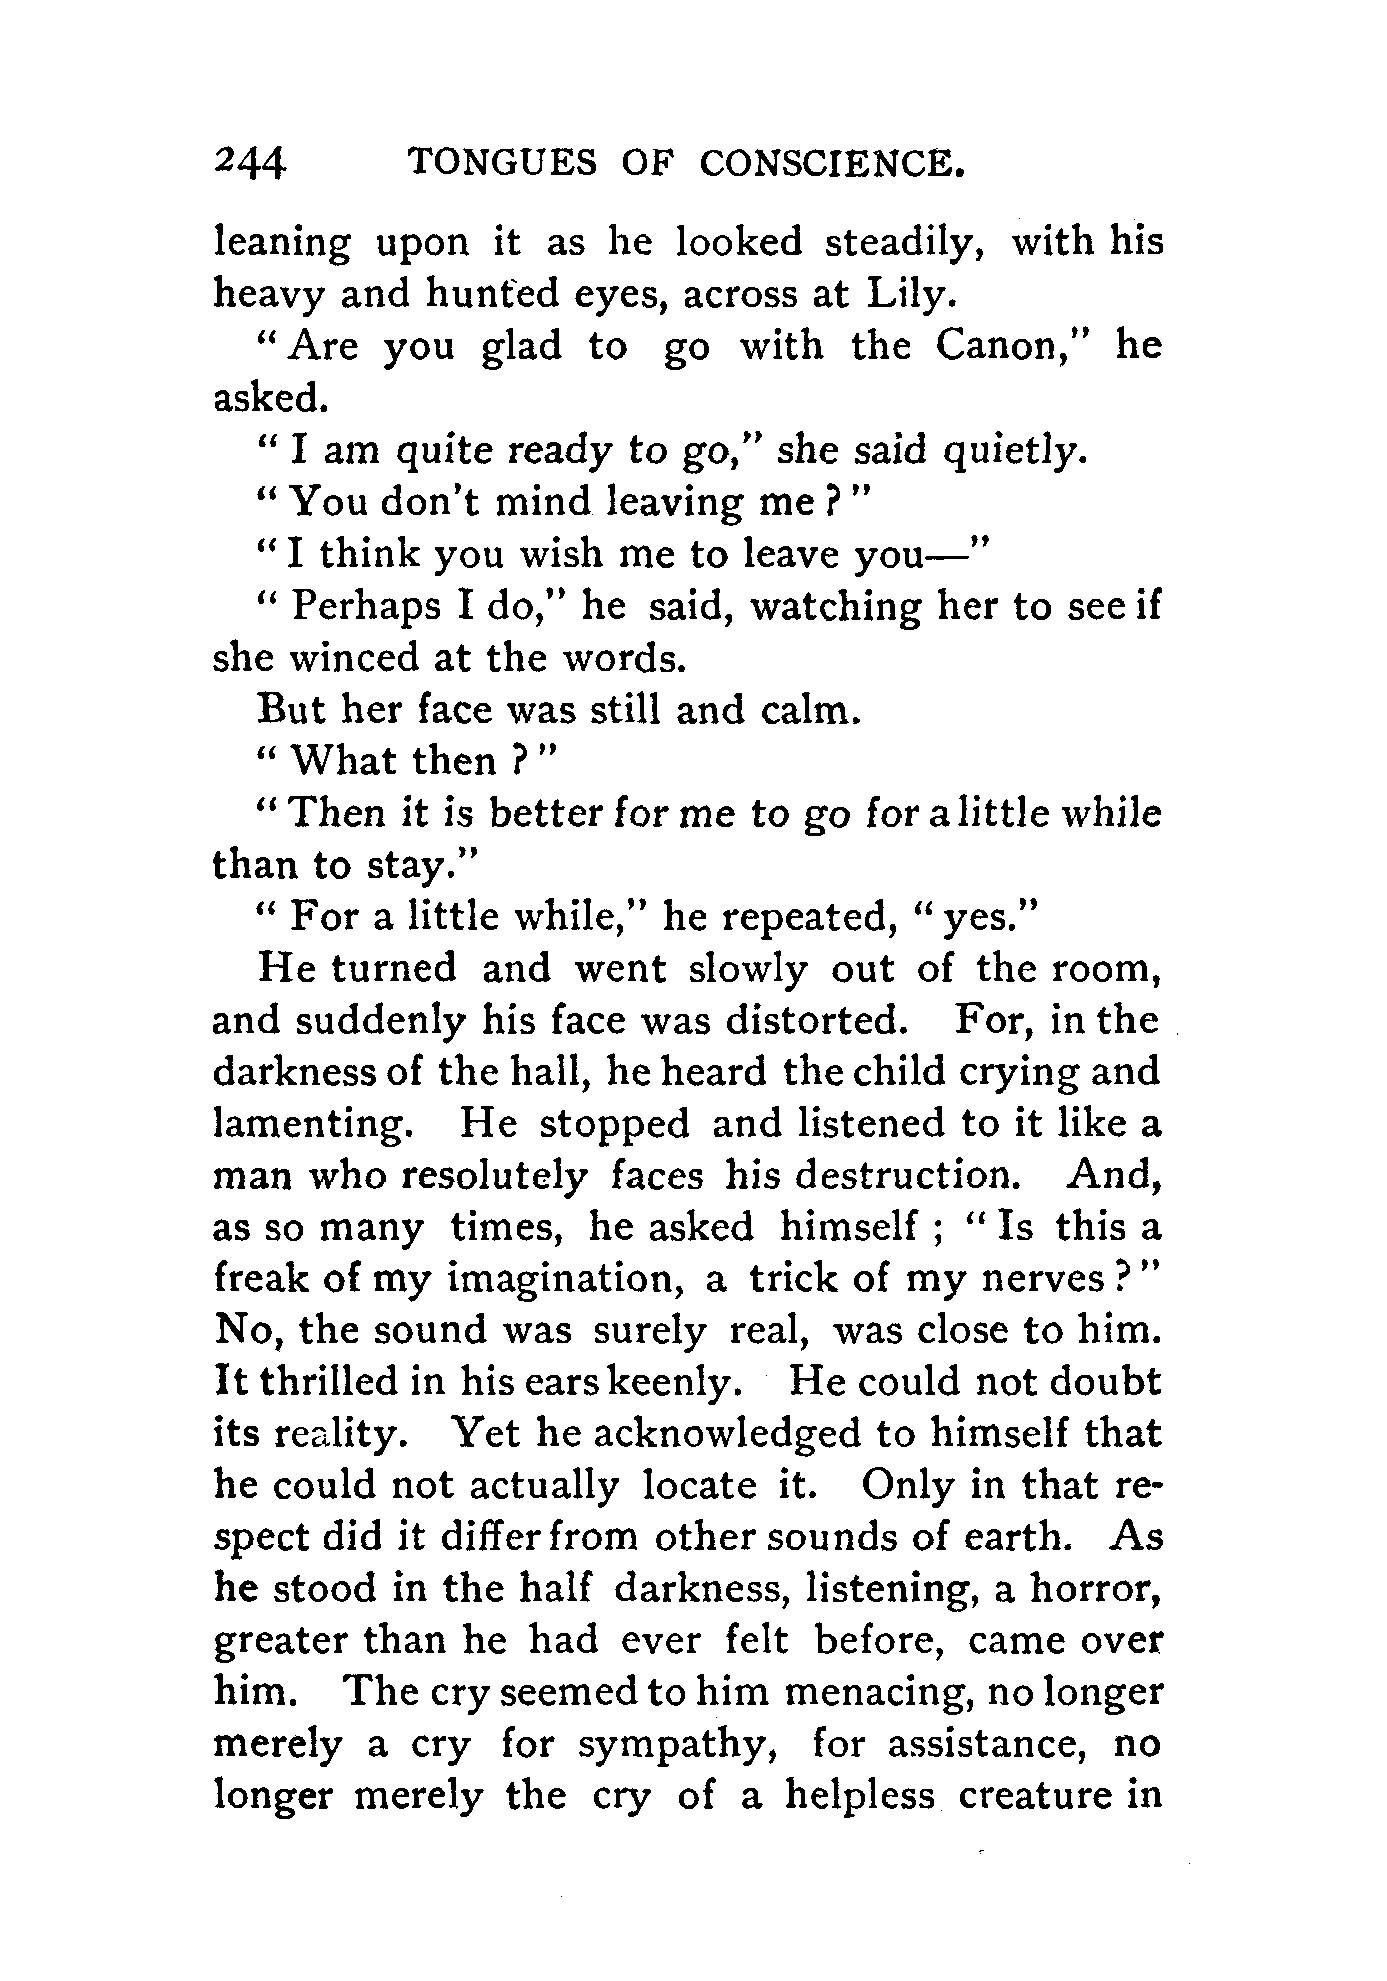 244 TONGUES OF CONSCIENCE.
leaning upon it as he looked steadily, with his
heavy and hunted eyes, across at Lily.
"Are you glad to go with the Canon," he
asked.
"I am quite ready to go," she said quietly.
"You don't mind leaving me?"
"I think you wish me to leave you—"
"Perhaps I do," he said, watching her to see if
she winced at the words.
But her face was still and calm.
"What then?"
"Then it is better for me to go for a little while
than to stay."
"For a little while," he repeated, "yes."
He turned and went slowly out of the room,
and suddenly his face was distorted. For, in the
darkness of the hall, he heard the child crying and
lamenting. He stopped and listened to it like a
man who resolutely faces his destruction. And,
as so many times, he asked himself; "Is this a
freak of my imagination, a trick of my nerves?"
No, the sound was surely real, was close to him.
It thrilled in his ears keenly. He could not doubt
its reality. Yet he acknowledged to himself that
he could not actually locate it. Only in that re-
spect did it differ from other sounds of earth. As
he stood in the half darkness, listening, a horror,
greater than he had ever felt before, came over
him. The cry seemed to him menacing, no longer
merely a cry for sympathy, for assistance, no
longer merely the cry of a helpless creature in